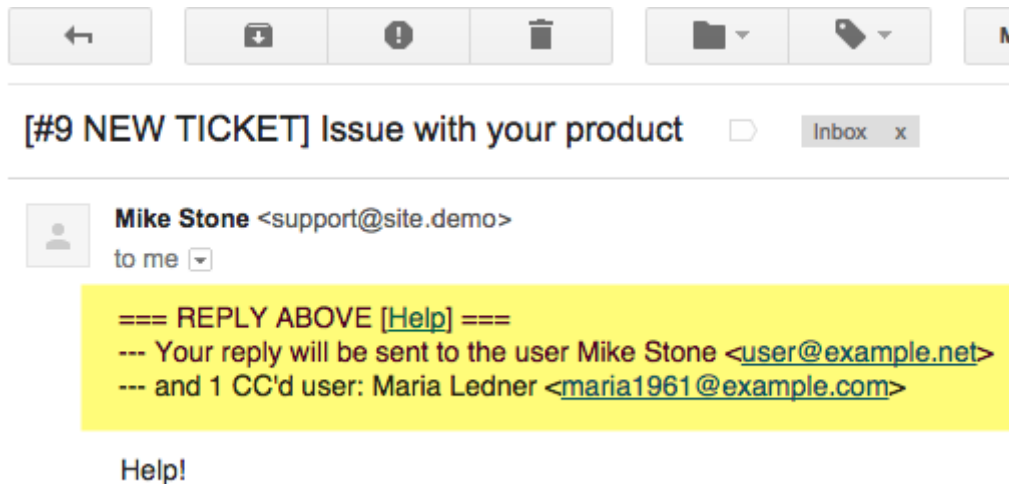 [#9 NEW TICKET] Issue with your product Inbox x
Mike Stone <support@site.demo>
to me
=== REPLY ABOVE [Help] ===
--- Your reply will be sent to the user Mike Stone <user@example.net>
--- and 1 CC'd user: Maria Ledner <maria1961@example.com>
Help!